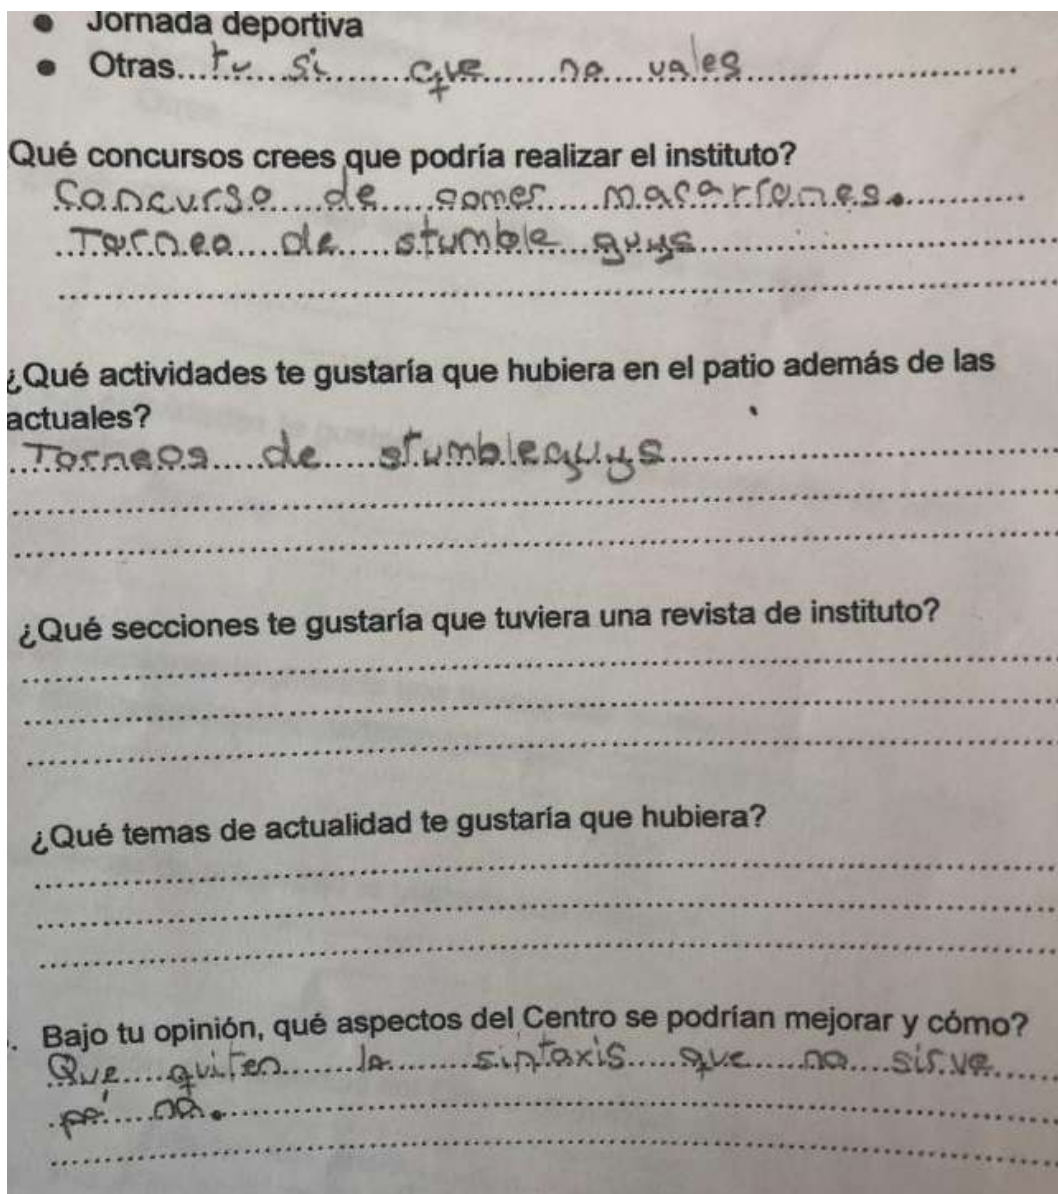 ● Jornada deportiva
● Otras...tu si que no vales
Qué concursos crees que podría realizar el instituto?
Concurso de comer macarrones.
Torneo de stumble guys
¿Qué actividades te gustaría que hubiera en el patio además de las
actuales?
Torneos de stumbleguys
¿Qué secciones te gustaría que tuviera una revista de instituto?
¿Qué temas de actualidad te gustaría que hubiera?
. Bajo tu opinión, qué aspectos del Centro se podrían mejorar y cómo?
Que quiten la sintaxis que no sirve
pa' na.